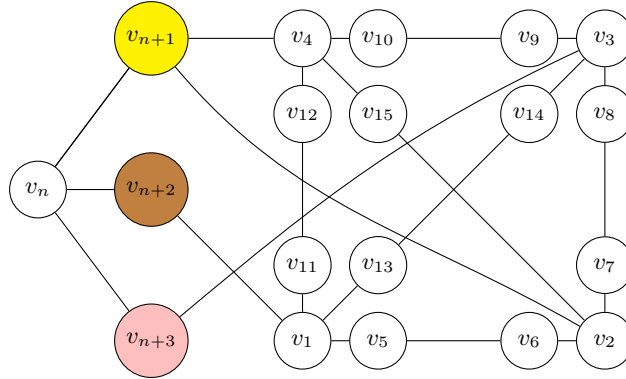 v_{n+1} v_4 v_{10} v_9 v_3
v_{12} v_{15} v_{14} v_8
v_n v_{n+2}
v_{11} v_{13} v_7
v_{n+3} v_1 v_5 v_6 v_2